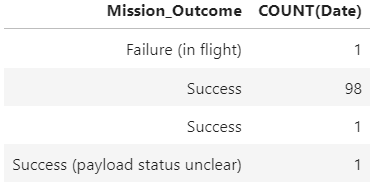 Mission_Outcome COUNT(Date)
Failure (in flight) 1
Success 98
Success 1
Success (payload status unclear) 1